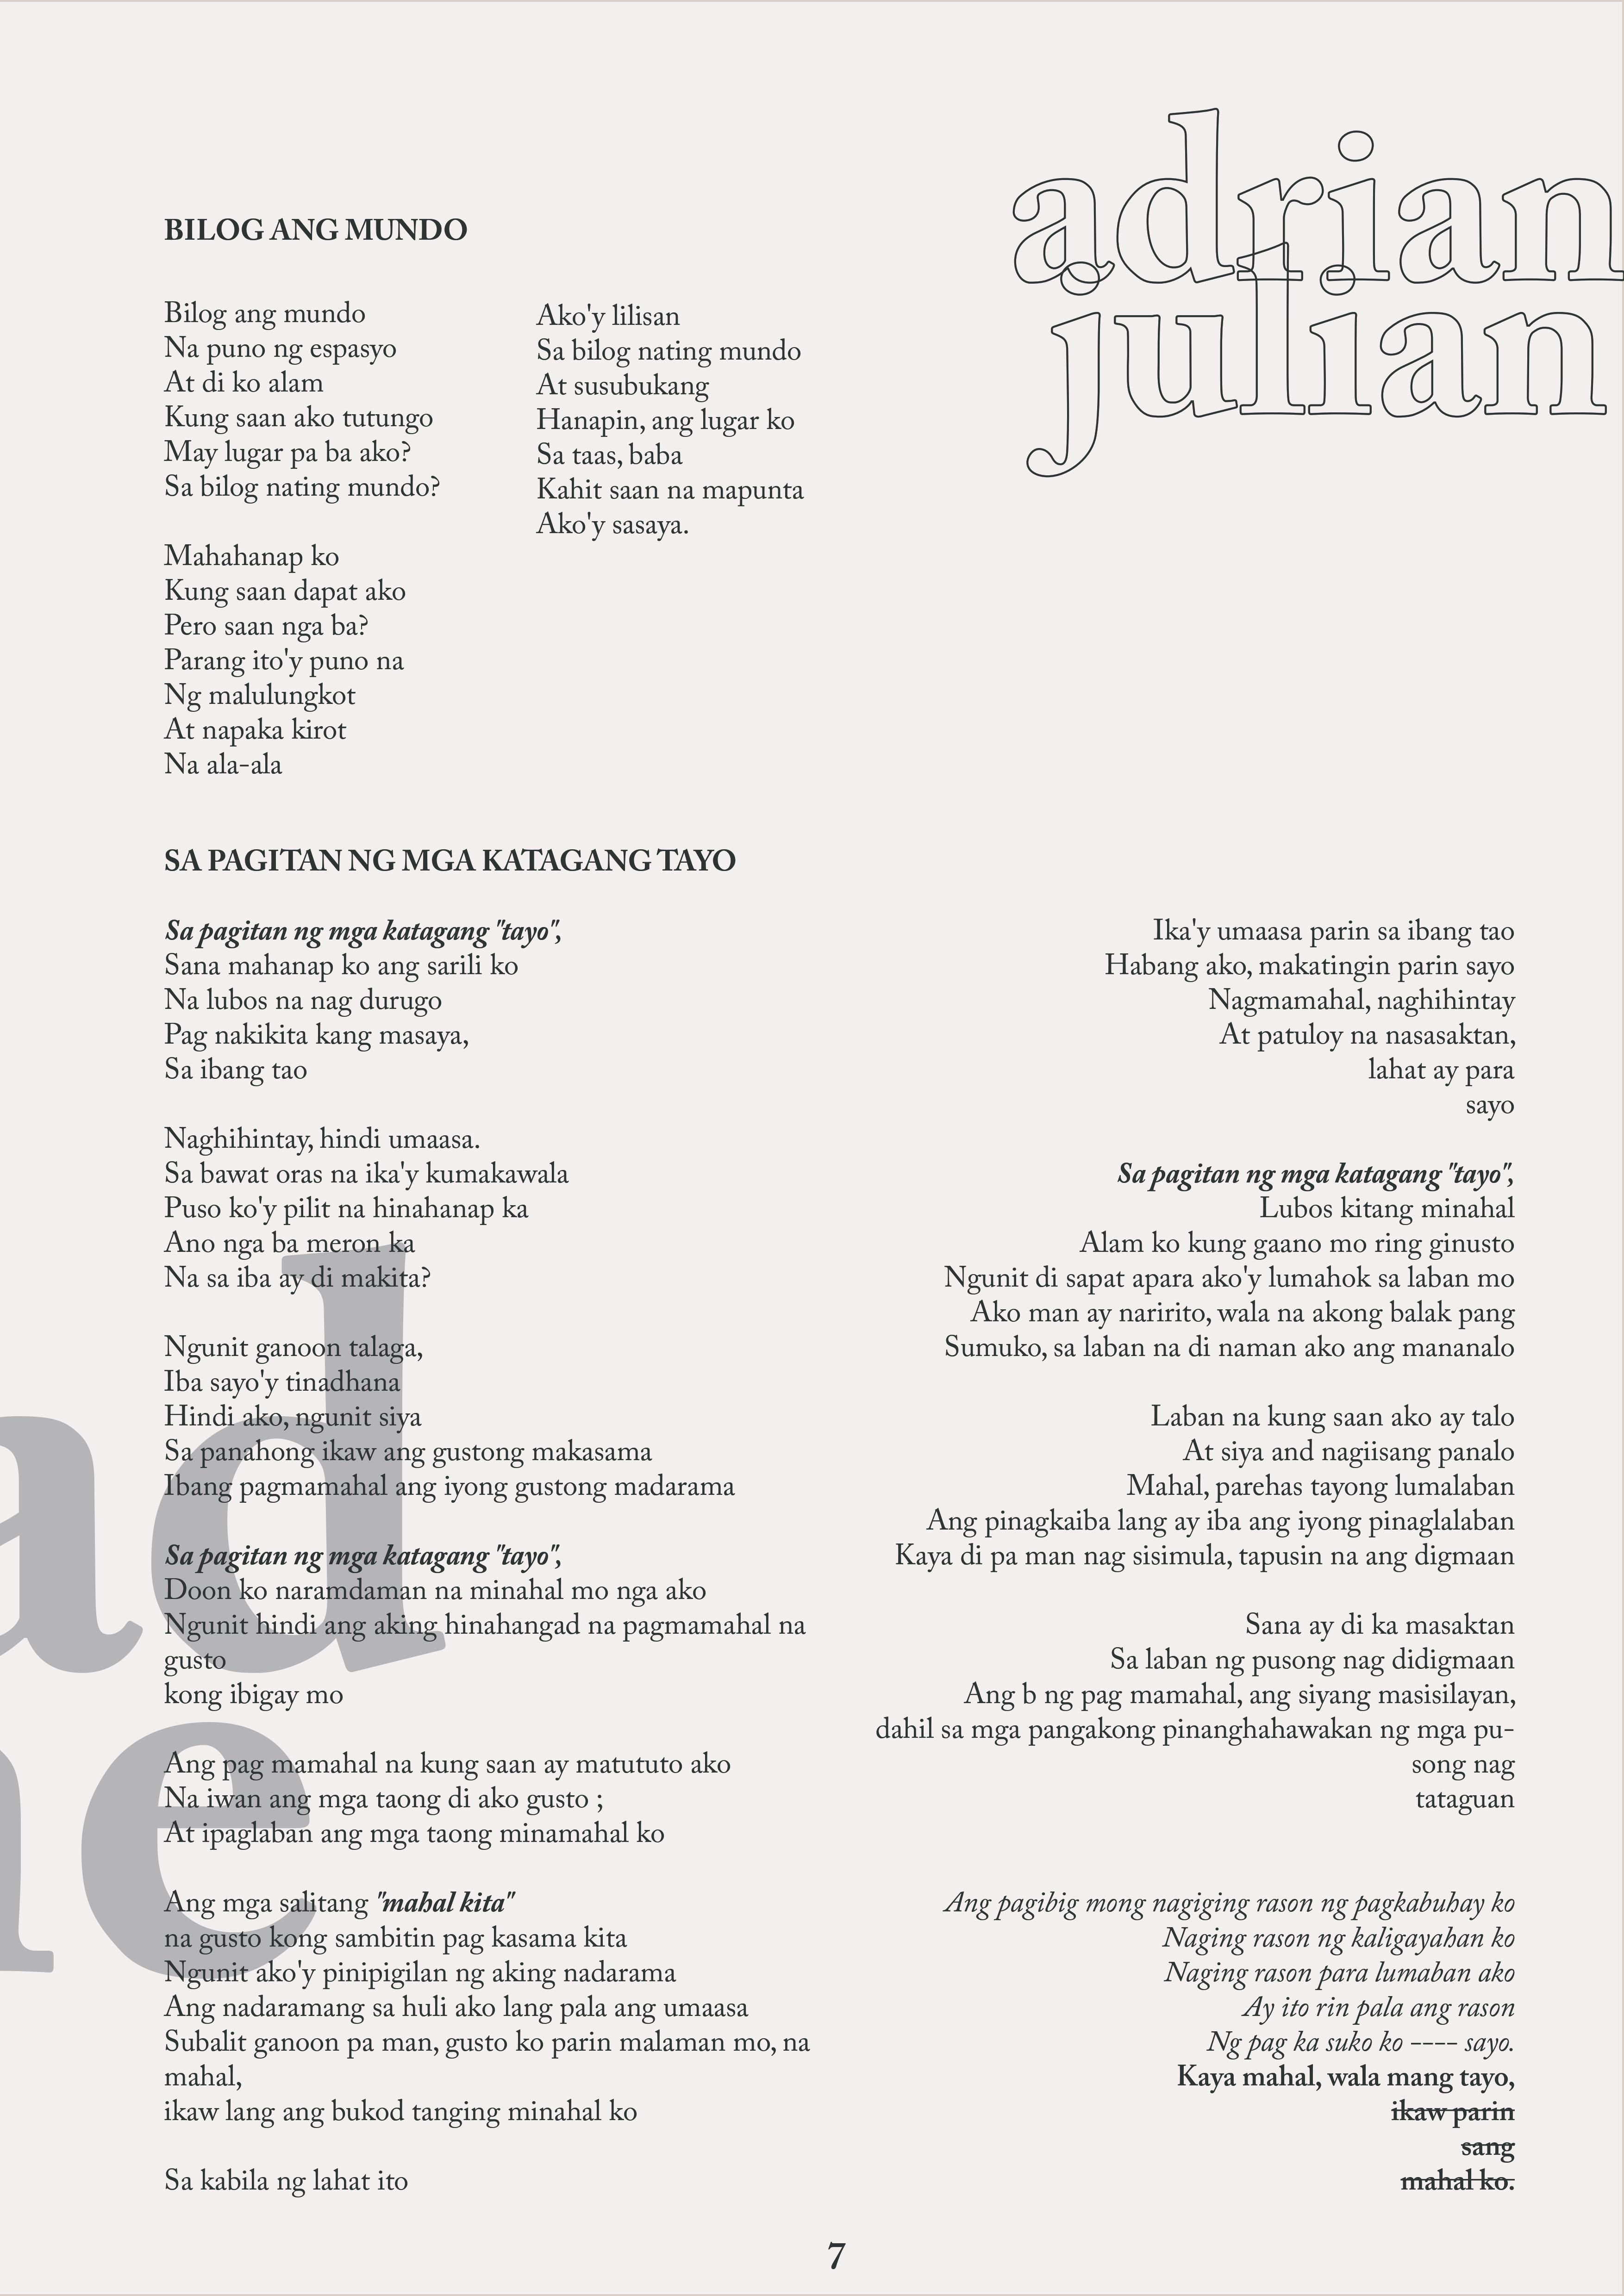 adrian
julian
BILOG ANG MUNDO
Bilog ang mundo
Na puno ng espasyo
At di ko alam
Kung saan ako tutungo
May lugar pa ba ako?
Sa bilog nating mundo?
Mahahanap ko
Kung saan dapat ako
Pero saan nga ba?
Parang ito'y puno na
Ng malulungkot
At napaka kirot
Na ala-ala
Ako'y lilisan
Sa bilog nating mundo
At susubukang
Hanapin, ang lugar ko
Sa taas, baba
Kahit saan na mapunta
Ako'y sasaya.
SA PAGITAN NG MGA KATAGANG TAYO
Sa pagitan ng mga katagang "tayo",
Sana mahanap ko ang sarili ko
Na lubos na nag durugo
Pag nakikita kang masaya,
Sa ibang tao
Naghihintay, hindi umaasa.
Sa bawat oras na ika'y kumakawala
Puso ko'y pilit na hinahanap ka
Ano nga ba meron ka
Na sa iba ay di makita?
Ngunit ganoon talaga,
Iba sayo'y tinadhana
Hindi ako, ngunit siya
Sa panahong ikaw ang gustong makasama
Ibang pagmamahal ang iyong gustong madarama
Sa pagitan ng mga katagang "tayo",
Doon ko naramdaman na minahal mo nga ako
Ngunit hindi ang aking hinahangad na pagmamahal na
gusto
kong ibigay mo
Ang pag mamahal na kung saan ay matututo ako
Na iwan ang mga taong di ako gusto ;
At ipaglaban ang mga taong minamahal ko
Ang mga salitang "mahal kita"
na gusto kong sambitin pag kasama kita
Ngunit ako'y pinipigilan ng aking nadarama
Ang nadaramang sa huli ako lang pala ang umaasa
Subalit ganoon pa man, gusto ko parin malaman mo, na
mahal,
ikaw lang ang bukod tanging minahal ko
Sa kabila ng lahat ito
Ika'y umaasa parin sa ibang tao
Habang ako, makatingin parin sayo
Nagmamahal, naghihintay
At patuloy na nasasaktan,
lahat ay para
sayo
Sa pagitan ng mga katagang "tayo",
Lubos kitang minahal
Alam ko kung gaano mo ring ginusto
Ngunit di sapat apara ako'y lumahok sa laban mo
Ako man ay naririto, wala na akong balak pang
Sumuko, sa laban na di naman ako ang mananalo
Laban na kung saan ako ay talo
At siya and nagiisang panalo
Mahal, parehas tayong lumalaban
Ang pinagkaiba lang ay iba ang iyong pinaglalaban
Kaya di pa man nag sisimula, tapusin na ang digmaan
Sana ay di ka masaktan
Sa laban ng pusong nag didigmaan
Ang b ng pag mamahal, ang siyang masisilayan,
dahil sa mga pangakong pinanghahawakan ng mga pu-
song nag
tataguan
Ang pagibig mong nagiging rason ng pagkabuhay ko
Naging rason ng kaligayahan ko
Naging rason para lumaban ako
Ay ito rin pala ang rason
Ng pag ka suko ko ---- sayo.
Kaya mahal, wala mang tayo,
ikaw parin
sang
mahal ko.
ad
ne
7